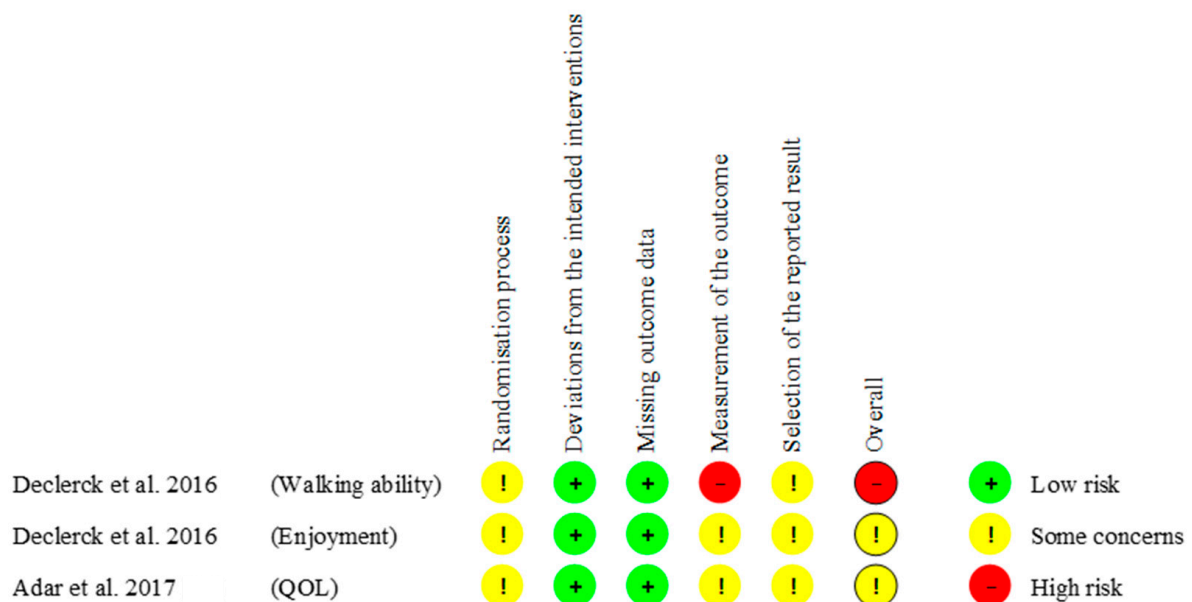 Randomisation process
Deviations from the intended interventions
Missing outcome data
Measurement of the outcome
Selection of the reported result
Overall
Declerck et al. 2016 (Walking ability) ! + + - ! - + Low risk
Declerck et al. 2016 (Enjoyment) ! + + ! ! ! ! Some concerns
Adar et al. 2017 (QOL) ! + + ! ! ! - High risk